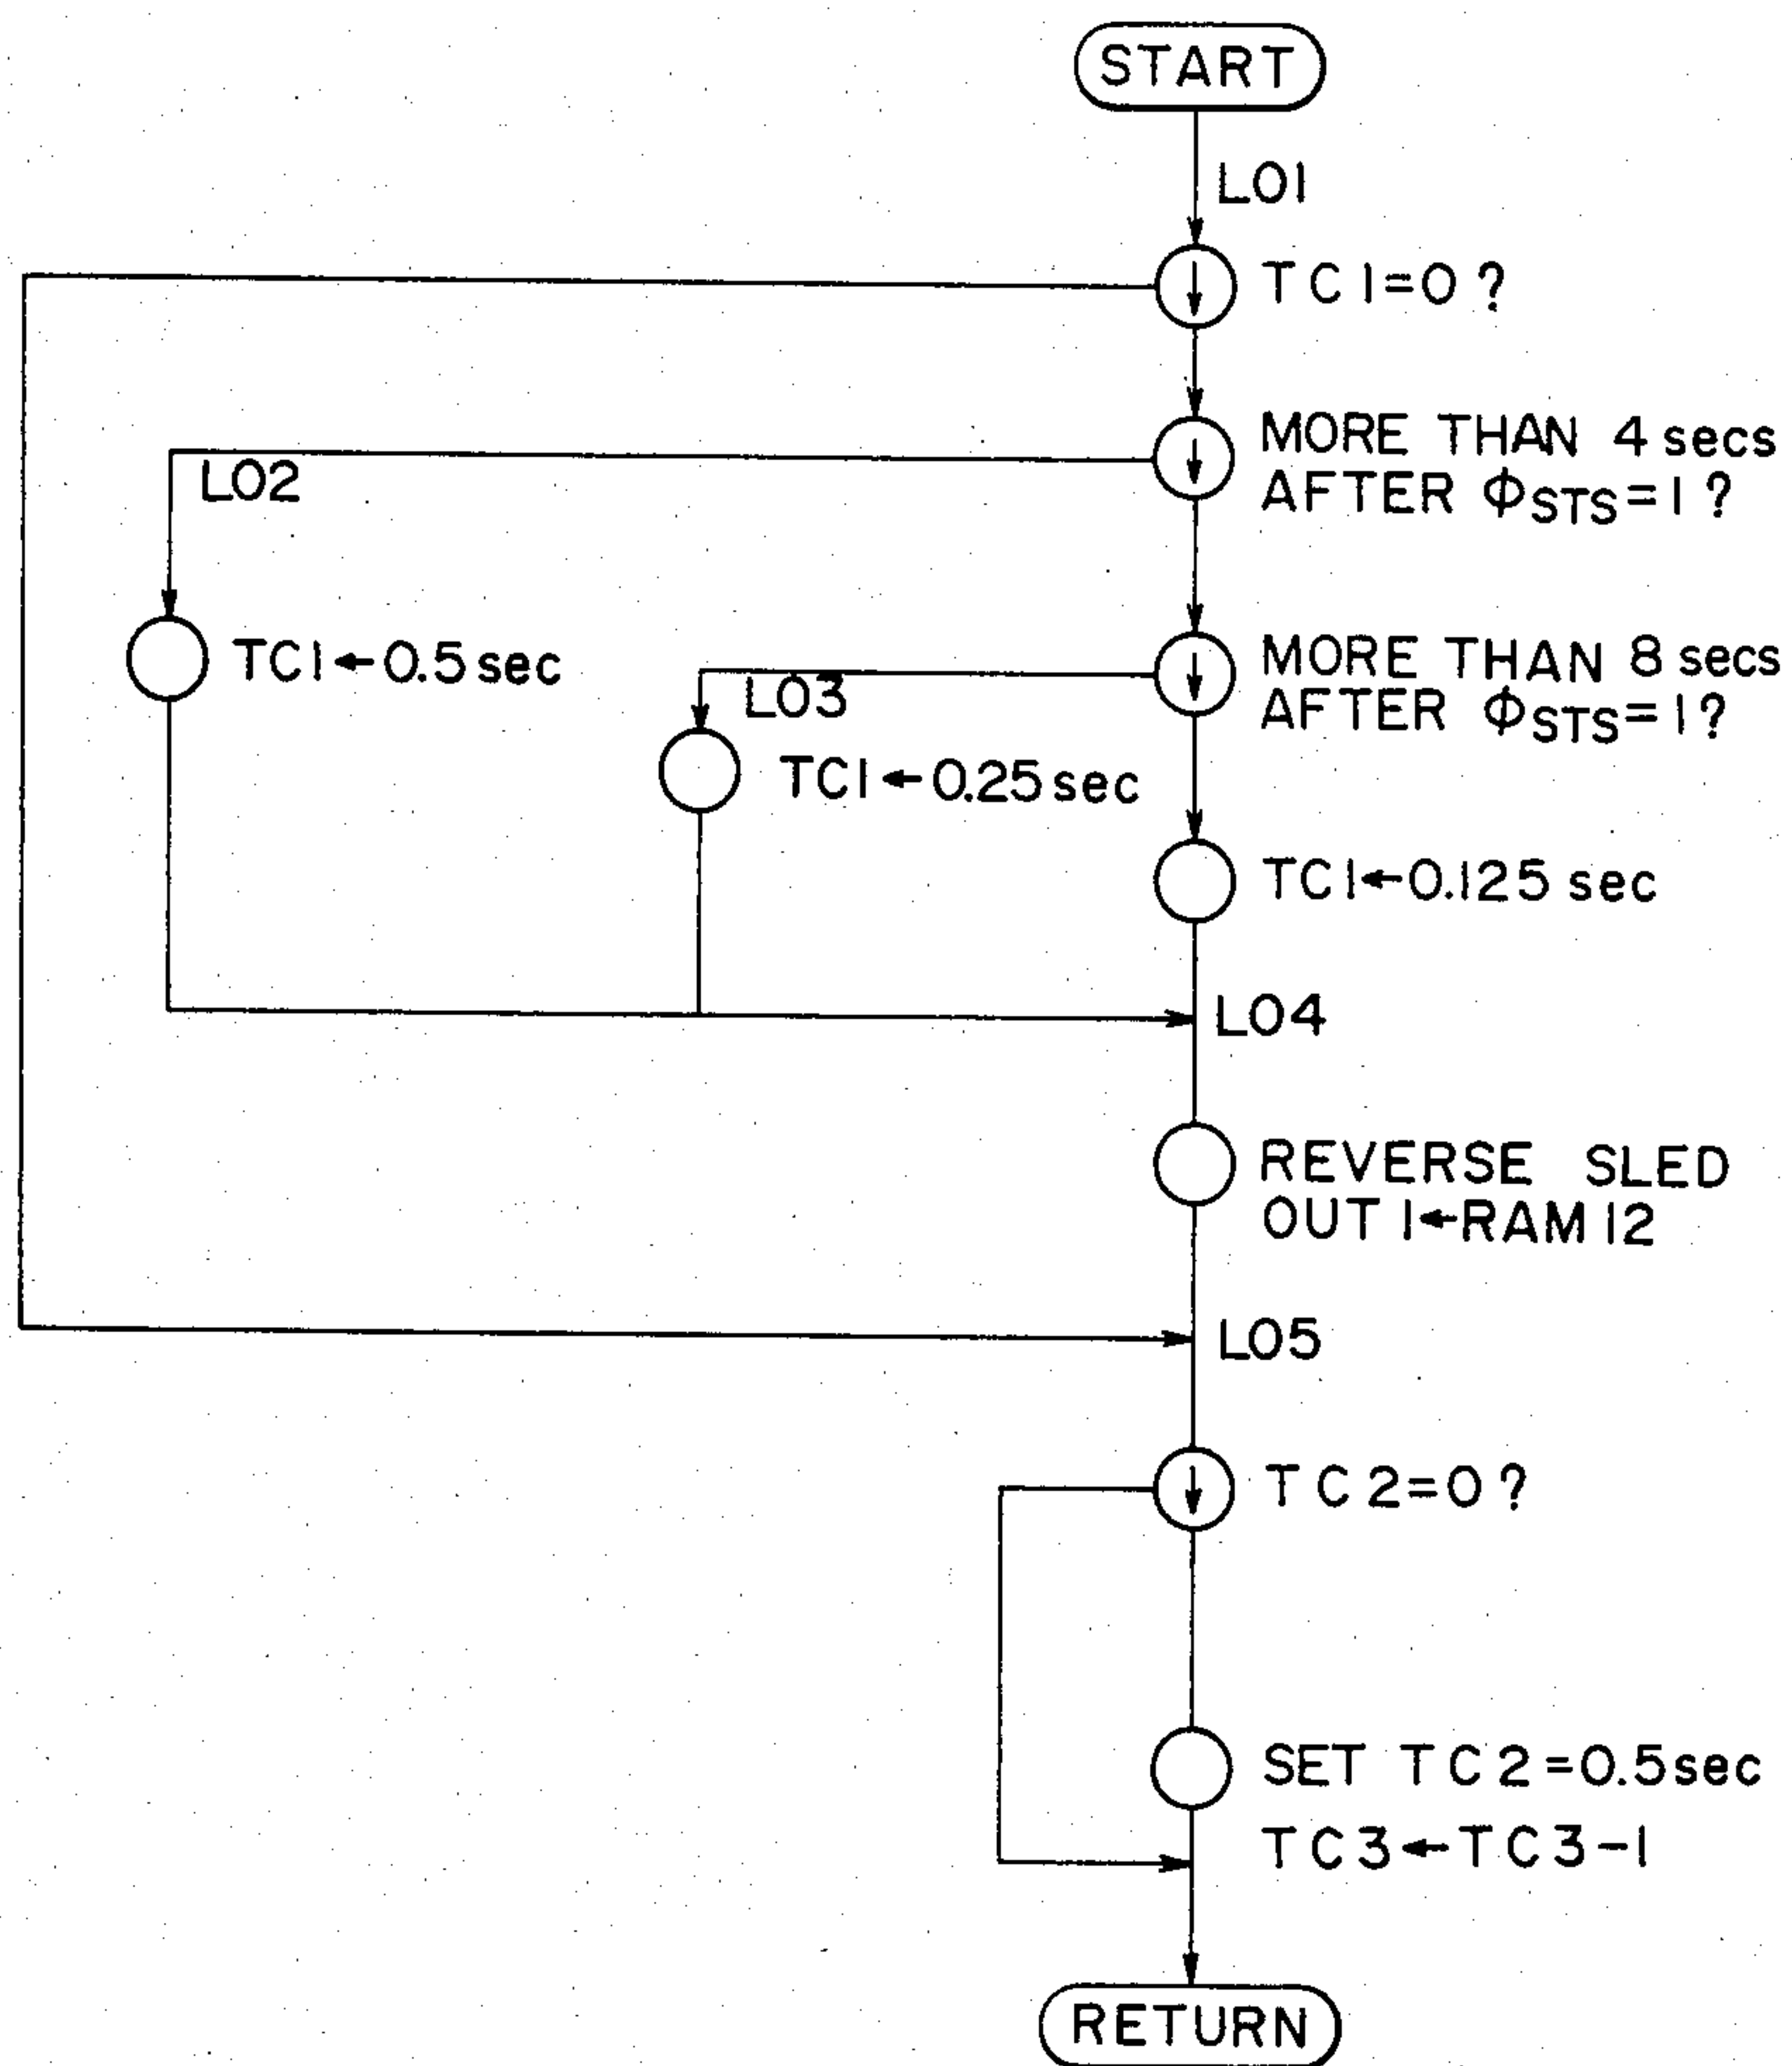 START
L01
TC1=0?
MORE THAN 4 secs
AFTER ΦSTS=1?
L02
TC1←0.5 sec
MORE THAN 8 secs
AFTER ΦSTS=1?
L03
TC1←0.25 sec
TC1←0.125 sec
L04
REVERSE SLED
OUT 1←RAM 12
L05
TC2=0?
SET TC2=0.5sec
TC3←TC3-1
RETURN